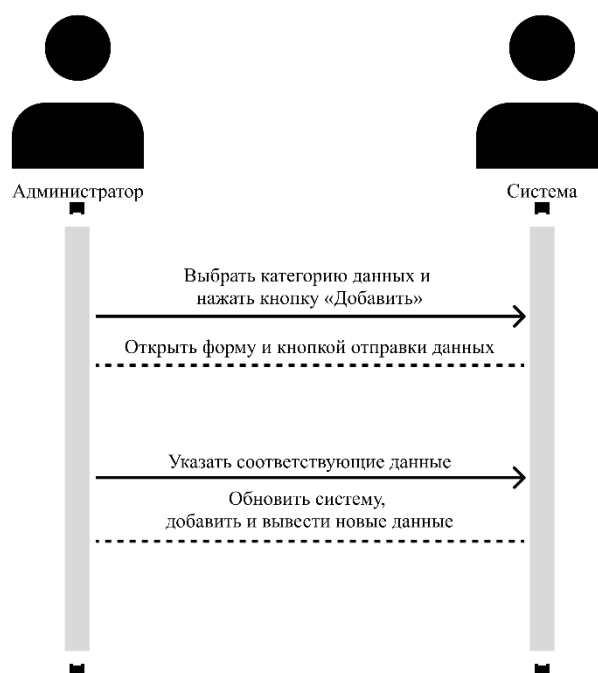 Администратор
Система
Выбрать категорию данных и
нажать кнопку «Добавить»
Открыть форму и кнопкой отправки данных
Указать соответствующие данные
Обновить систему,
добавить и вывести новые данные